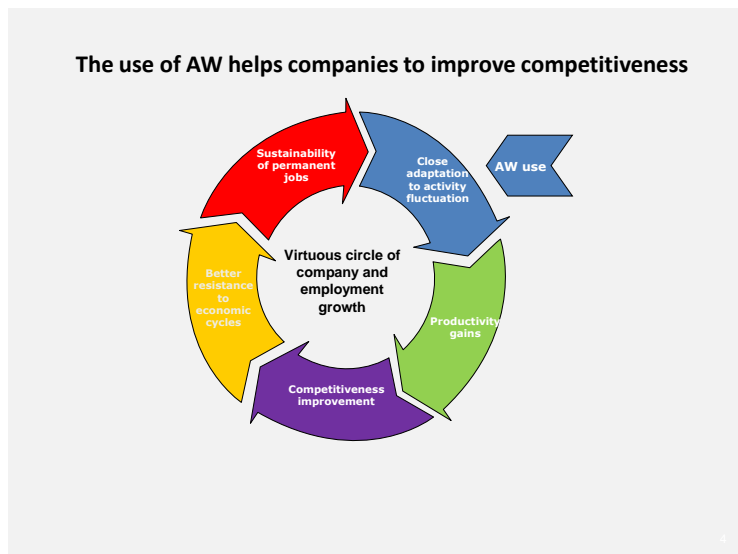 The use of AW helps companies to improve competitiveness
Sustainability
of permanent
jobs
Close
adaptation
to activity
fluctuation
AW use
Virtuous circle of
company and
employment
growth
Better
resistance
to
economic
cycles
Productivity
gains
Competitiveness
improvement
4